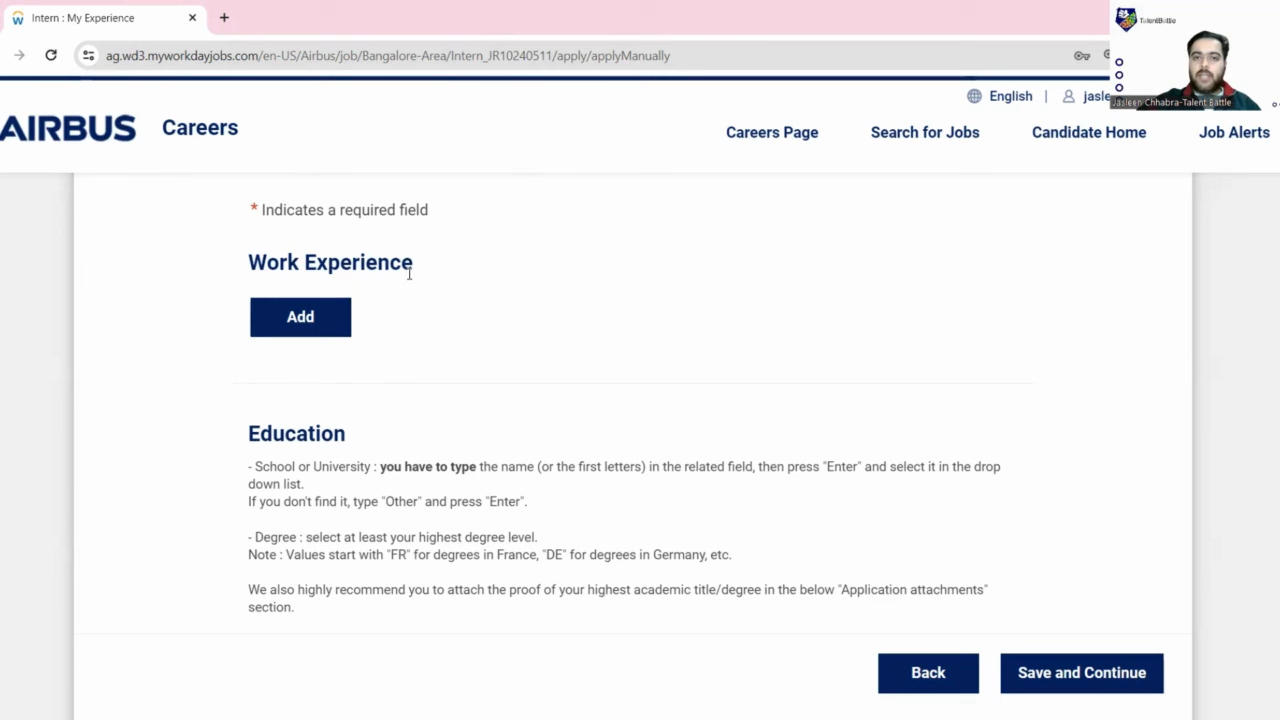 Intern : My Experience
TalentBattle
ag.wd3.myworkdayjobs.com/en-US/Airbus/job/Bangalore-Area/Intern_JR10240511/apply/applyManually
Jasleen Chhabra-Talent Battle
English | jasle
AIRBUS Careers
Careers Page Search for Jobs Candidate Home Job Alerts
* Indicates a required field
Work Experience
Add
Education
- School or University : you have to type the name (or the first letters) in the related field, then press "Enter" and select it in the drop
down list.
If you don't find it, type "Other" and press "Enter".
- Degree : select at least your highest degree level.
Note : Values start with "FR" for degrees in France, "DE" for degrees in Germany, etc.
We also highly recommend you to attach the proof of your highest academic title/degree in the below "Application attachments"
section.
Back Save and Continue